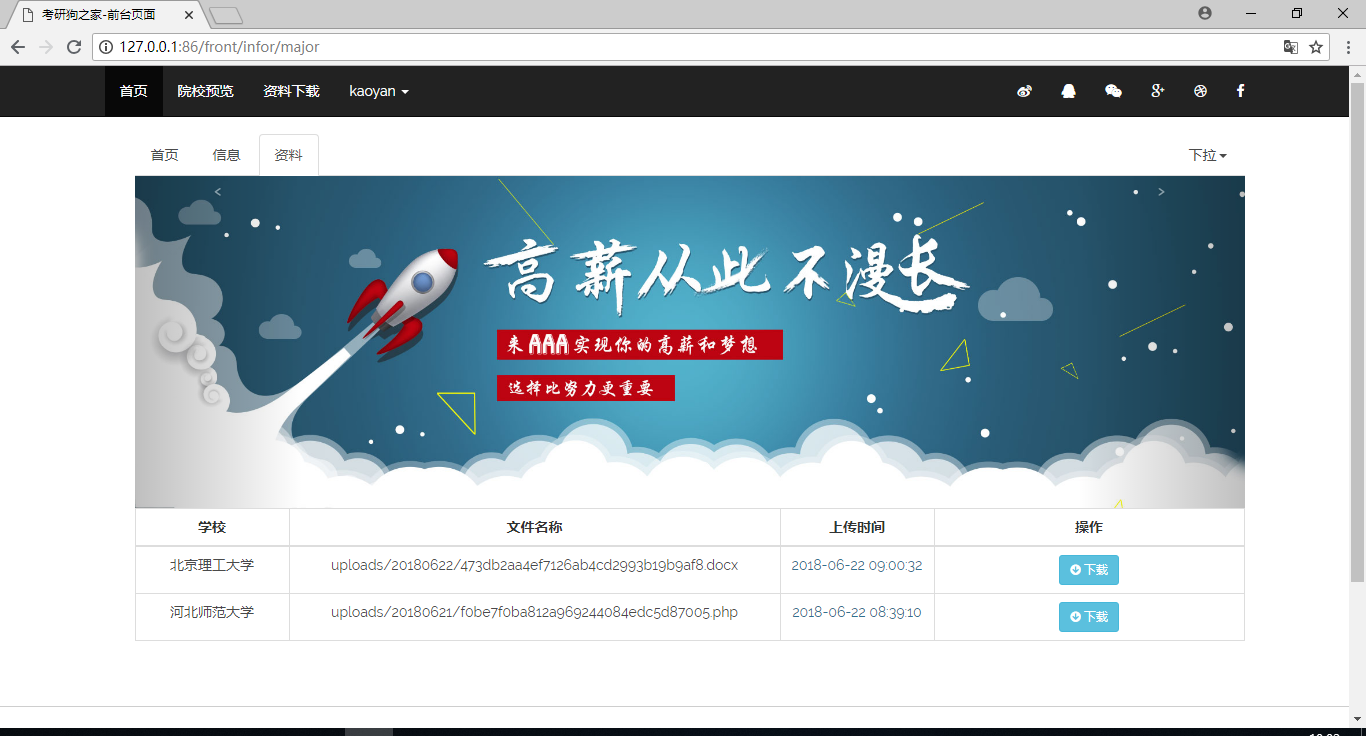 考研狗之家-前台页面
127.0.0.1:86/front/infor/major
首页 院校预览 资料下载 kaoyan
首页 信息 资料 下拉
高薪从此不漫长
来AAA实现你的高薪和梦想
选择比努力更重要
学校 文件名称 上传时间 操作
北京理工大学 uploads/20180622/473db2aa4ef7126ab4cd2993b19b9af8.docx 2018-06-22 09:00:32 下载
河北师范大学 uploads/20180621/f0be7f0ba812a969244084edc5d87005.php 2018-06-22 08:39:10 下载